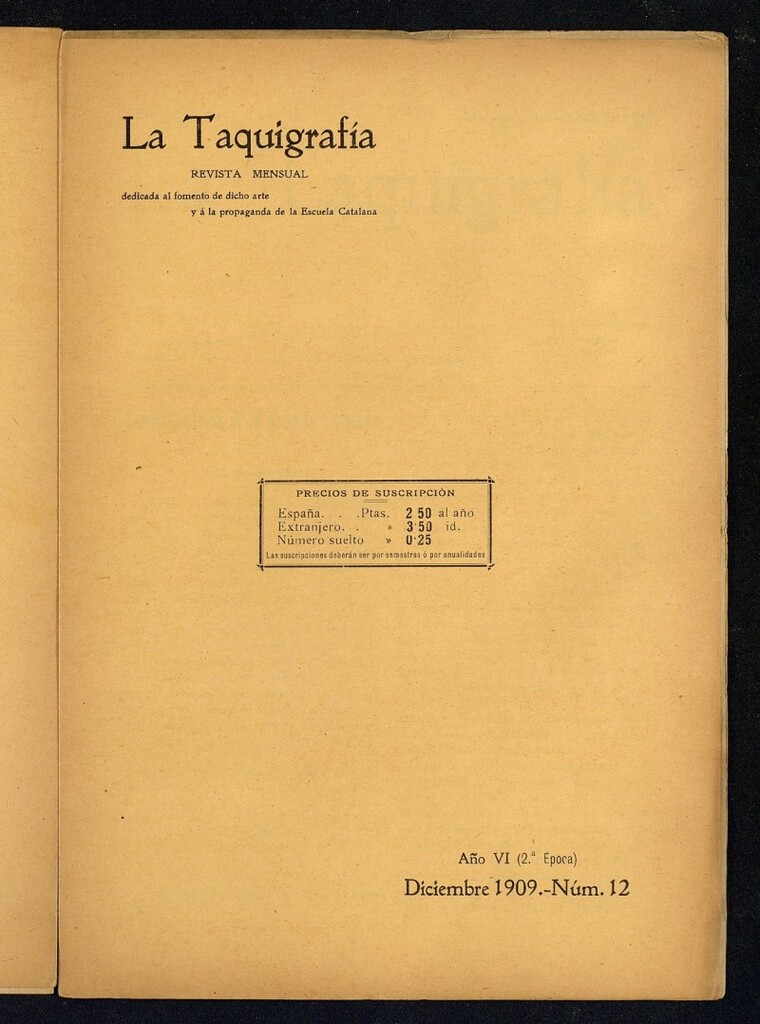 La Taquigrafía
REVISTA MENSUAL
dedicada al fomento de dicho arte
y á la propaganda de la Escuela Catalana
PRECIOS DE SUSCRIPCIÓN
España. . .Ptas. 2'50 al año
Extranjero. . » 3'50 id.
Número suelto » 0'25
Las suscripciones deberán ser por semestres ó por anualidades
Año VI (2.ª Epoca)
Diciembre 1909.-Núm. 12